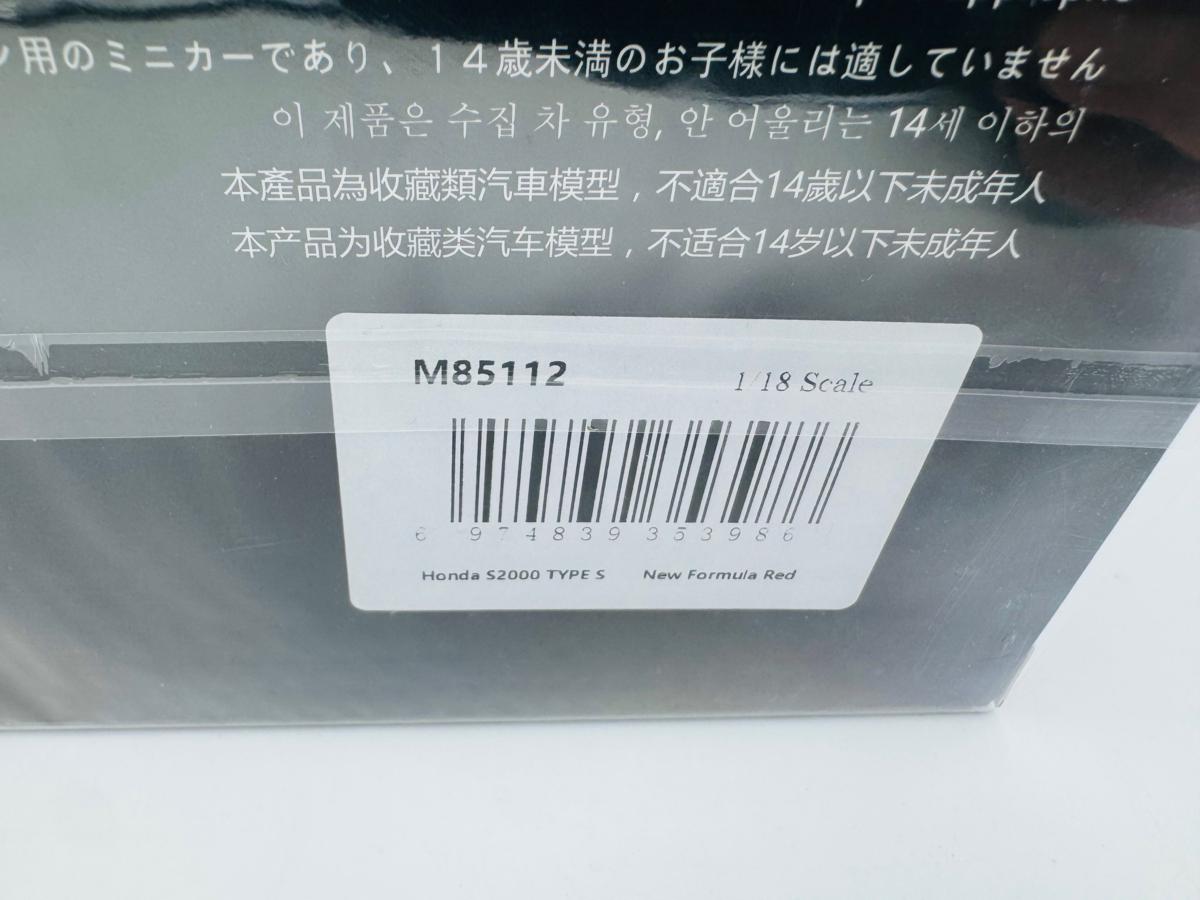 用のミニカーであり、14歳未満のお子様には適していません
이 제품은 수집 차 유형, 안 어울리는 14세 이하의
本產品為收藏類汽車模型，不適合14歲以下未成年人
本产品为收藏类汽车模型，不适合14岁以下未成年人
M85112 1/18 Scale
6 974839 353986
Honda S2000 TYPE S New Formula Red